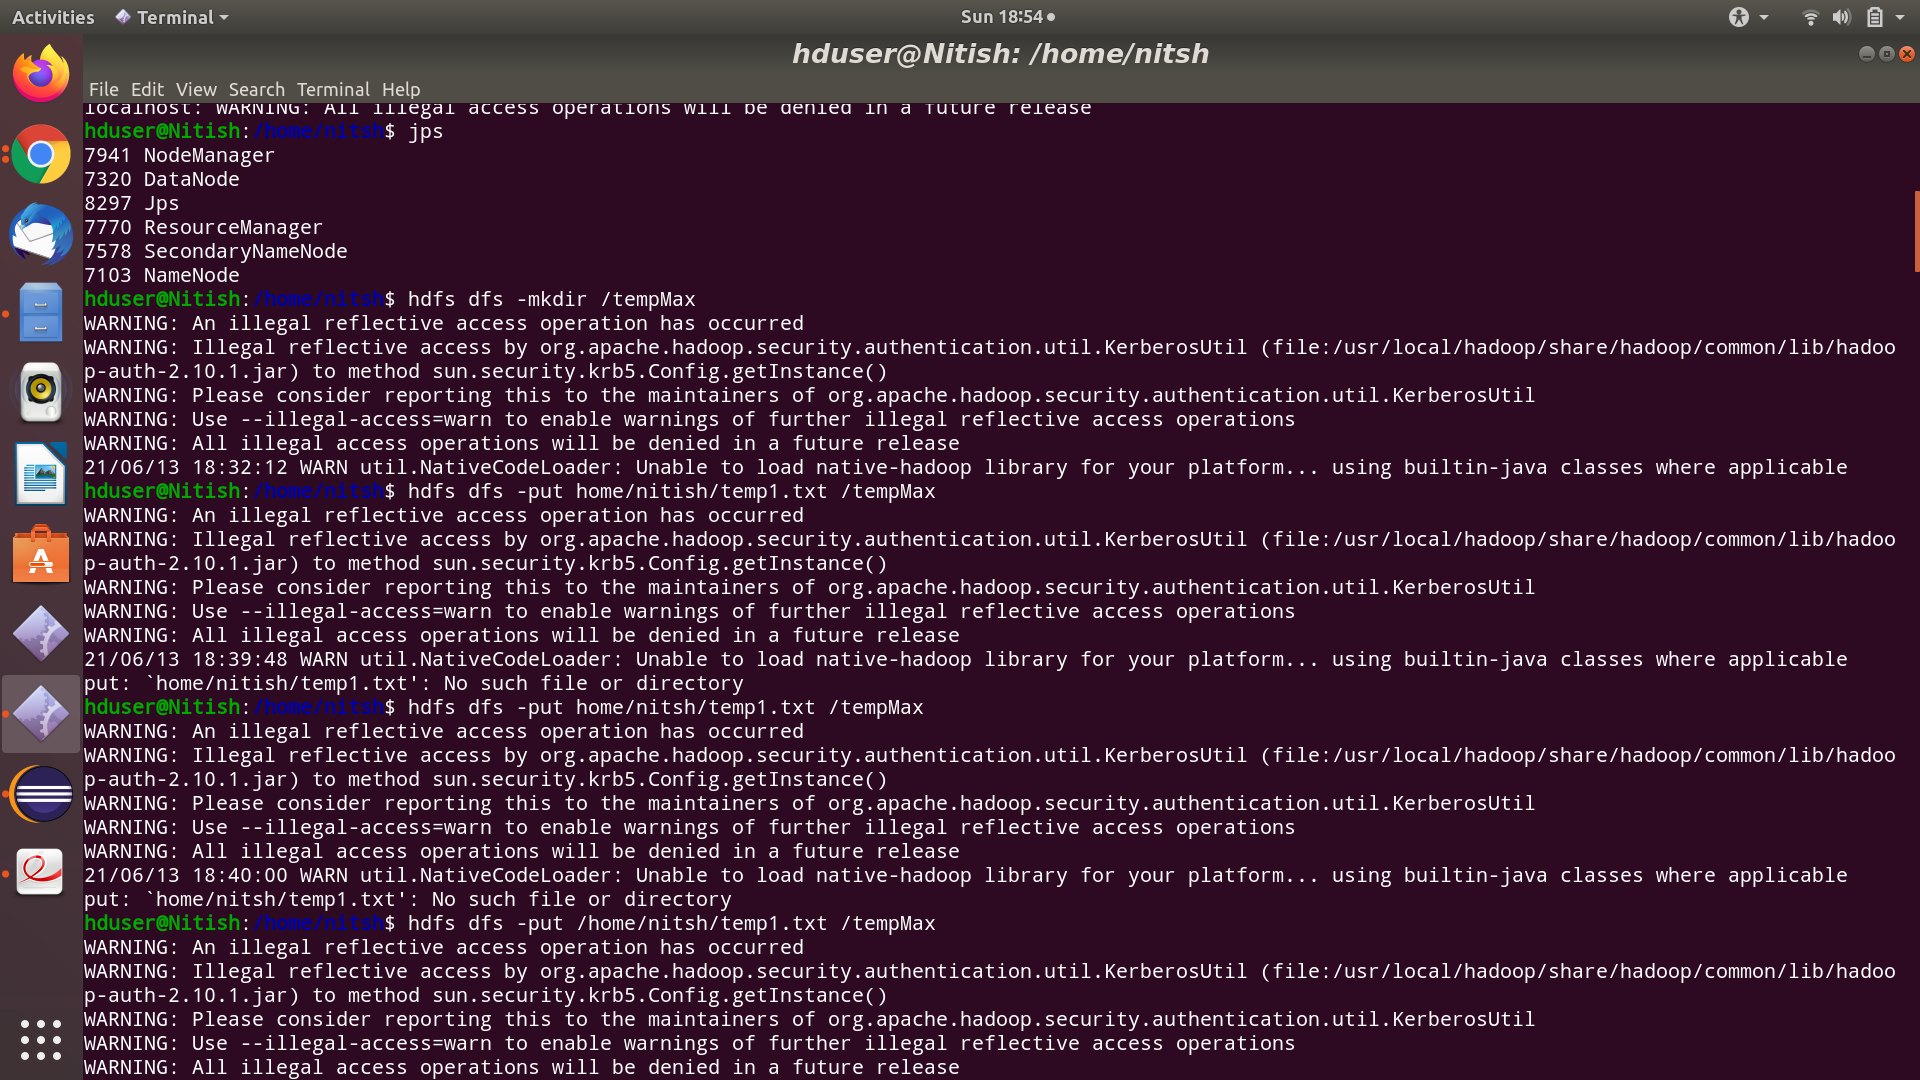 Activities Terminal Sun 18:54
hduser@Nitish: /home/nitsh
File Edit View Search Terminal Help
localhost: WARNING: All illegal access operations will be denied in a future release
hduser@Nitish:/home/nitsh$ jps
7941 NodeManager
7320 DataNode
8297 Jps
7770 ResourceManager
7578 SecondaryNameNode
7103 NameNode
hduser@Nitish:/home/nitsh$ hdfs dfs -mkdir /tempMax
WARNING: An illegal reflective access operation has occurred
WARNING: Illegal reflective access by org.apache.hadoop.security.authentication.util.KerberosUtil (file:/usr/local/hadoop/share/hadoop/common/lib/hadoo
p-auth-2.10.1.jar) to method sun.security.krb5.Config.getInstance()
WARNING: Please consider reporting this to the maintainers of org.apache.hadoop.security.authentication.util.KerberosUtil
WARNING: Use --illegal-access=warn to enable warnings of further illegal reflective access operations
WARNING: All illegal access operations will be denied in a future release
21/06/13 18:32:12 WARN util.NativeCodeLoader: Unable to load native-hadoop library for your platform... using builtin-java classes where applicable
hduser@Nitish:/home/nitsh$ hdfs dfs -put home/nitish/temp1.txt /tempMax
WARNING: An illegal reflective access operation has occurred
WARNING: Illegal reflective access by org.apache.hadoop.security.authentication.util.KerberosUtil (file:/usr/local/hadoop/share/hadoop/common/lib/hadoo
p-auth-2.10.1.jar) to method sun.security.krb5.Config.getInstance()
WARNING: Please consider reporting this to the maintainers of org.apache.hadoop.security.authentication.util.KerberosUtil
WARNING: Use --illegal-access=warn to enable warnings of further illegal reflective access operations
WARNING: All illegal access operations will be denied in a future release
21/06/13 18:39:48 WARN util.NativeCodeLoader: Unable to load native-hadoop library for your platform... using builtin-java classes where applicable
put: `home/nitish/temp1.txt': No such file or directory
hduser@Nitish:/home/nitsh$ hdfs dfs -put home/nitsh/temp1.txt /tempMax
WARNING: An illegal reflective access operation has occurred
WARNING: Illegal reflective access by org.apache.hadoop.security.authentication.util.KerberosUtil (file:/usr/local/hadoop/share/hadoop/common/lib/hadoo
p-auth-2.10.1.jar) to method sun.security.krb5.Config.getInstance()
WARNING: Please consider reporting this to the maintainers of org.apache.hadoop.security.authentication.util.KerberosUtil
WARNING: Use --illegal-access=warn to enable warnings of further illegal reflective access operations
WARNING: All illegal access operations will be denied in a future release
21/06/13 18:40:00 WARN util.NativeCodeLoader: Unable to load native-hadoop library for your platform... using builtin-java classes where applicable
put: `home/nitsh/temp1.txt': No such file or directory
hduser@Nitish:/home/nitsh$ hdfs dfs -put /home/nitsh/temp1.txt /tempMax
WARNING: An illegal reflective access operation has occurred
WARNING: Illegal reflective access by org.apache.hadoop.security.authentication.util.KerberosUtil (file:/usr/local/hadoop/share/hadoop/common/lib/hadoo
p-auth-2.10.1.jar) to method sun.security.krb5.Config.getInstance()
WARNING: Please consider reporting this to the maintainers of org.apache.hadoop.security.authentication.util.KerberosUtil
WARNING: Use --illegal-access=warn to enable warnings of further illegal reflective access operations
WARNING: All illegal access operations will be denied in a future release